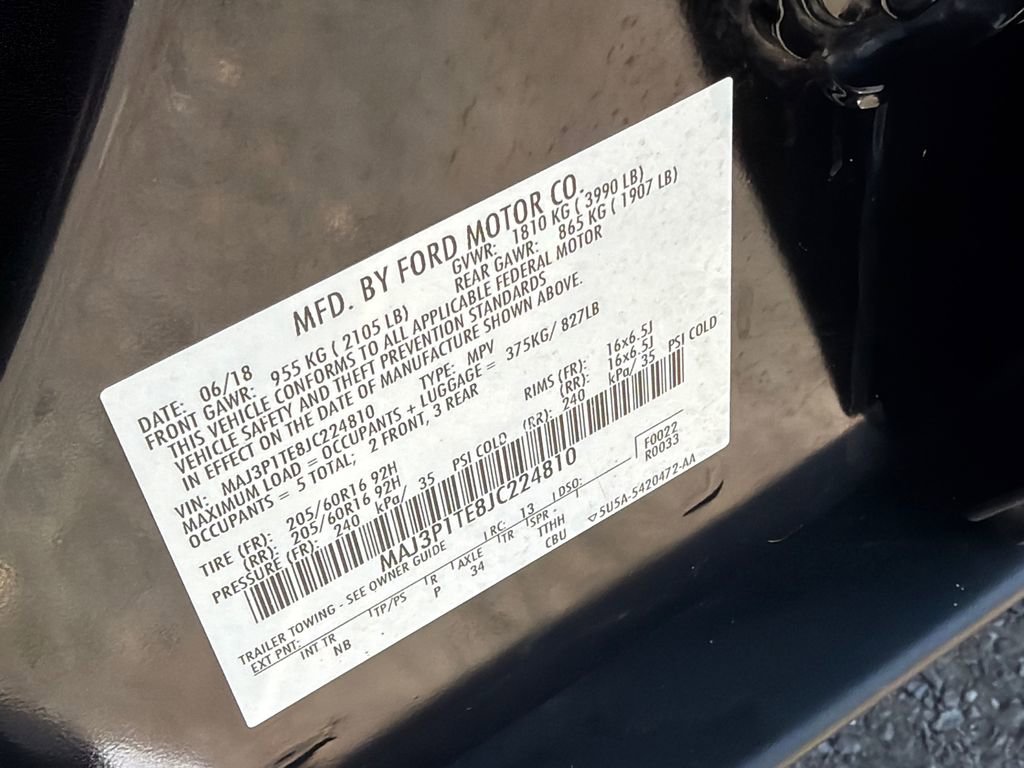 MFD. BY FORD MOTOR CO.
DATE: 06/18 GVWR: 1810 KG ( 3990 LB)
FRONT GAWR: 955 KG ( 2105 LB) REAR GAWR: 865 KG ( 1907 LB)
THIS VEHICLE CONFORMS TO ALL APPLICABLE FEDERAL MOTOR
VEHICLE SAFETY AND THEFT PREVENTION STANDARDS
IN EFFECT ON THE DATE OF MANUFACTURE SHOWN ABOVE.
VIN: MAJ3P1TE8JC224810 TYPE: MPV
MAXIMUM LOAD = OCCUPANTS + LUGGAGE = 375KG/ 827LB
OCCUPANTS = 5 TOTAL; 2 FRONT, 3 REAR
TIRE (FR): 205/60R16 92H RIMS (FR): 16x6.5J
(RR): 205/60R16 92H (RR): 16x6.5J
PRESSURE (FR): 240 kPa/ 35 PSI COLD (RR): 240 kPa/ 35 PSI COLD
MAJ3P1TE8JC224810
TRAILER TOWING - SEE OWNER GUIDE
F0022
R0033
EXT PNT: RC: 13 DSO:
INT TR TP/PS R AXLE TR SPR
NB P 34 TTHH
CBU
5U5A-5420472-AA